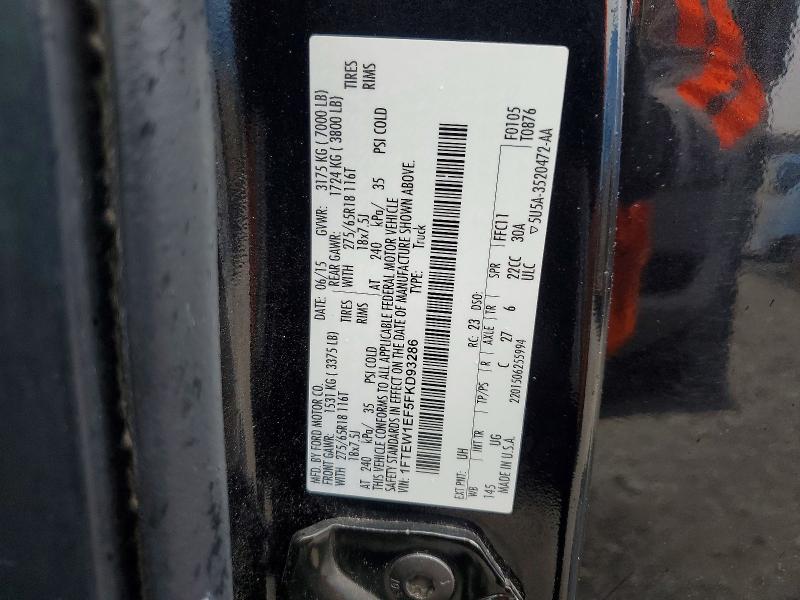 MFD. BY FORD MOTOR CO. DATE: 06/15 GVWR: 3175 KG ( 7000 LB)
FRONT GAWR: 1531 KG ( 3375 LB) REAR GAWR: 1724 KG ( 3800 LB)
WITH 275/65R18 116T TIRES WITH 275/65R18 116T TIRES
18x7.5J RIMS 18x7.5J RIMS
AT 240 kPa/ 35 PSI COLD AT 240 kPa/ 35 PSI COLD
THIS VEHICLE CONFORMS TO ALL APPLICABLE FEDERAL MOTOR VEHICLE
SAFETY STANDARDS IN EFFECT ON THE DATE OF MANUFACTURE SHOWN ABOVE.
VIN: 1FTEW1EF5FKD93286 TYPE: Truck
EXT PNT: UH RC: 23 DSO: FFC11 F0105
WB INT TR TP/PS R AXLE TR SPR T0876
145 UG C 27 6 22CC 30A
MADE IN U.S.A. 2201506255994 ULC ▽5U5A-3520472-AA